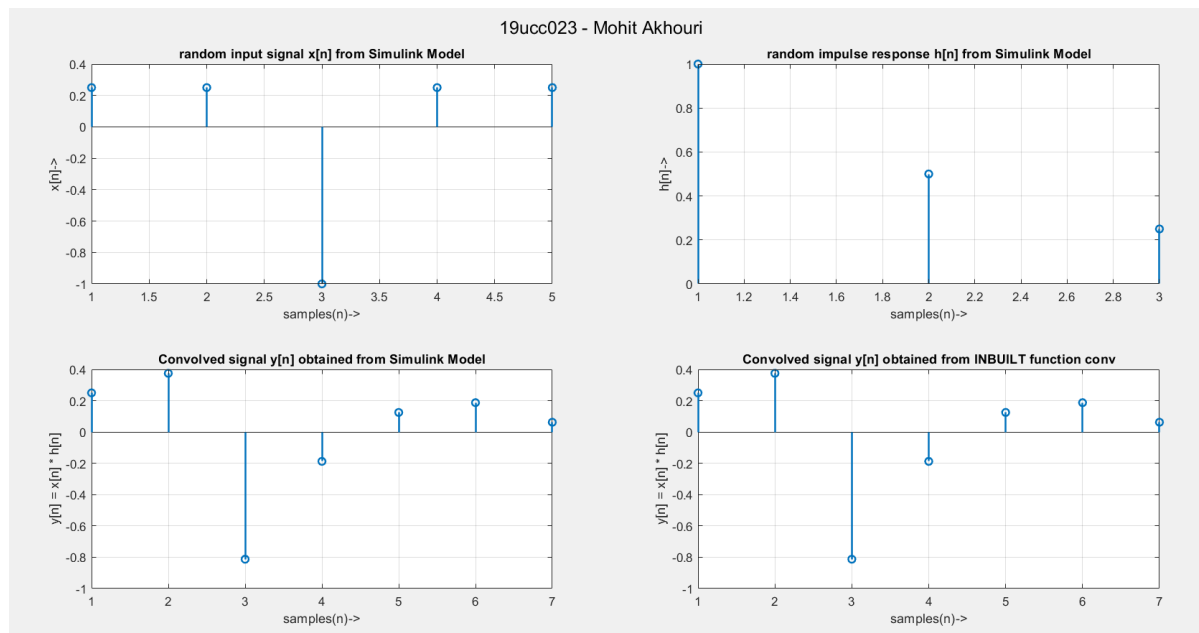 19ucc023 - Mohit Akhouri
random input signal x[n] from Simulink Model
0.4
0.2
0
-0.2
-0.4
-0.6
-0.8
-1
x[n]->
1 1.5 2 2.5 3 3.5 4 4.5 5
samples(n)->
random impulse response h[n] from Simulink Model
1
0.8
0.6
0.4
0.2
0
h[n]->
1 1.2 1.4 1.6 1.8 2 2.2 2.4 2.6 2.8 3
samples(n)->
Convolved signal y[n] obtained from Simulink Model
0.4
0.2
0
-0.2
-0.4
-0.6
-0.8
-1
y[n] = x[n] * h[n]
1 2 3 4 5 6 7
samples(n)->
Convolved signal y[n] obtained from INBUILT function conv
0.4
0.2
0
-0.2
-0.4
-0.6
-0.8
-1
y[n] = x[n] * h[n]
1 2 3 4 5 6 7
samples(n)->